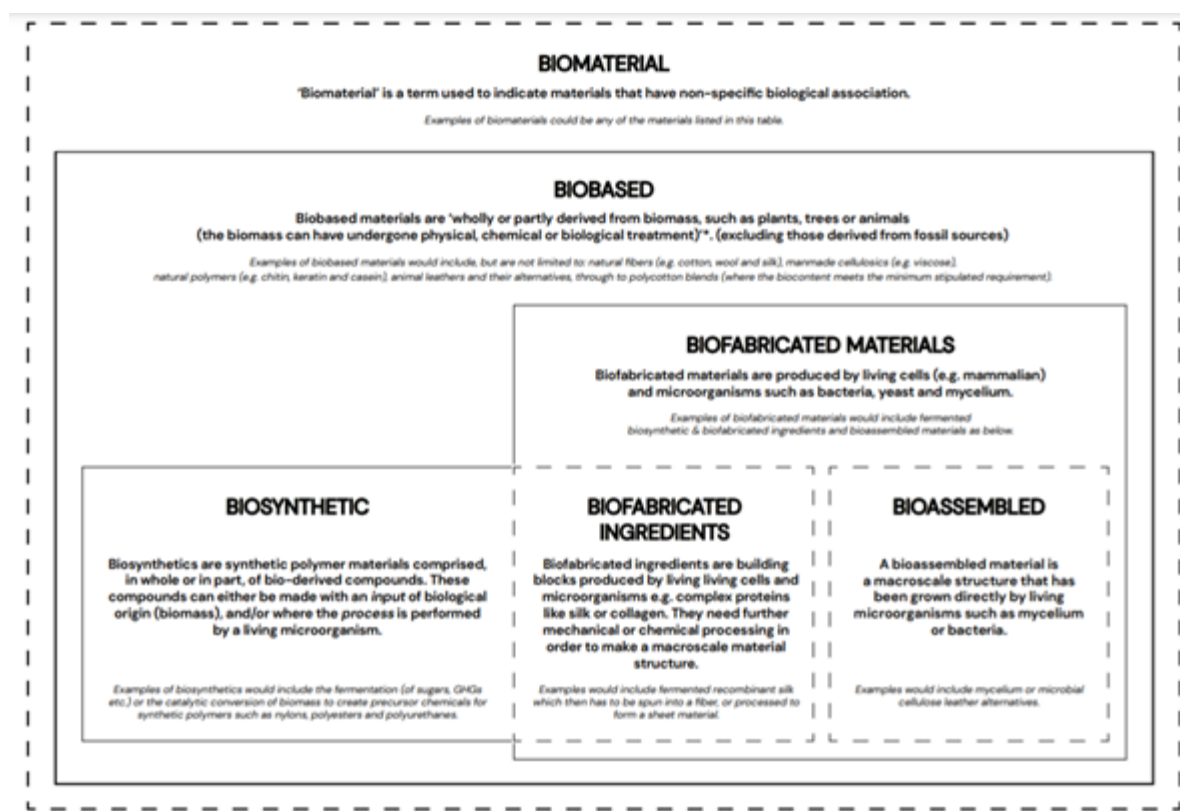 BIOMATERIAL
'Biomaterial' is a term used to indicate materials that have non-specific biological association.
Examples of biomaterials could be any of the materials listed in this table.
BIOBASED
Biobased materials are 'wholly or partly derived from biomass, such as plants, trees or animals
(the biomass can have undergone physical, chemical or biological treatment)'*. (excluding those derived from fossil sources)
Examples of biobased materials would include, but are not limited to: natural fibers (e.g. cotton, wool and silk), manmade cellulosics (e.g. viscose),
natural polymers (e.g. chitin, keratin and casein), animal leathers and their alternatives, through to polycotton blends (where the biocontent meets the minimum stipulated requirement).
BIOFABRICATED MATERIALS
Biofabricated materials are produced by living cells (e.g. mammalian)
and microorganisms such as bacteria, yeast and mycelium.
Examples of biofabricated materials would include fermented
biosynthetic & biofabricated ingredients and bioassembled materials as below.
BIOSYNTHETIC
Biosynthetics are synthetic polymer materials comprised,
in whole or in part, of bio-derived compounds. These
compounds can either be made with an input of biological
origin (biomass), and/or where the process is performed
by a living microorganism.
Examples of biosynthetics would include the fermentation (of sugars, GHGs
etc.) or the catalytic conversion of biomass to create precursor chemicals for
synthetic polymers such as nylons, polyesters and polyurethanes.
BIOFABRICATED
INGREDIENTS
Biofabricated ingredients are building
blocks produced by living living cells and
microorganisms e.g. complex proteins
like silk or collagen. They need further
mechanical or chemical processing in
order to make a macroscale material
structure.
Examples would include fermented recombinant silk
which then has to be spun into a fiber, or processed to
form a sheet material.
BIOASSEMBLED
A bioassembled material is
a macroscale structure that has
been grown directly by living
microorganisms such as mycelium
or bacteria.
Examples would include mycelium or microbial
cellulose leather alternatives.